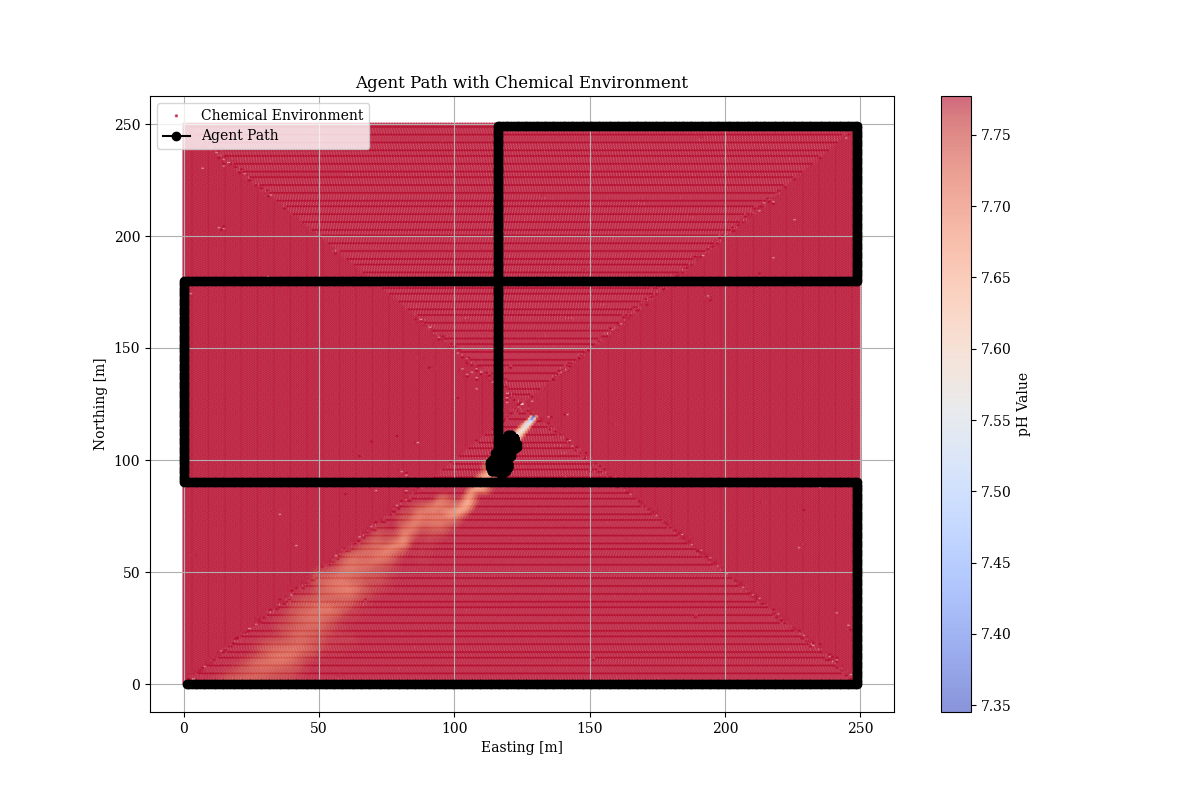 Agent Path with Chemical Environment
Chemical Environment
Agent Path
250
200
150
100
50
0
Northing [m]
0 50 100 150 200 250
Easting [m]
7.75
7.70
7.65
7.60
7.55
7.50
7.45
7.40
7.35
pH Value